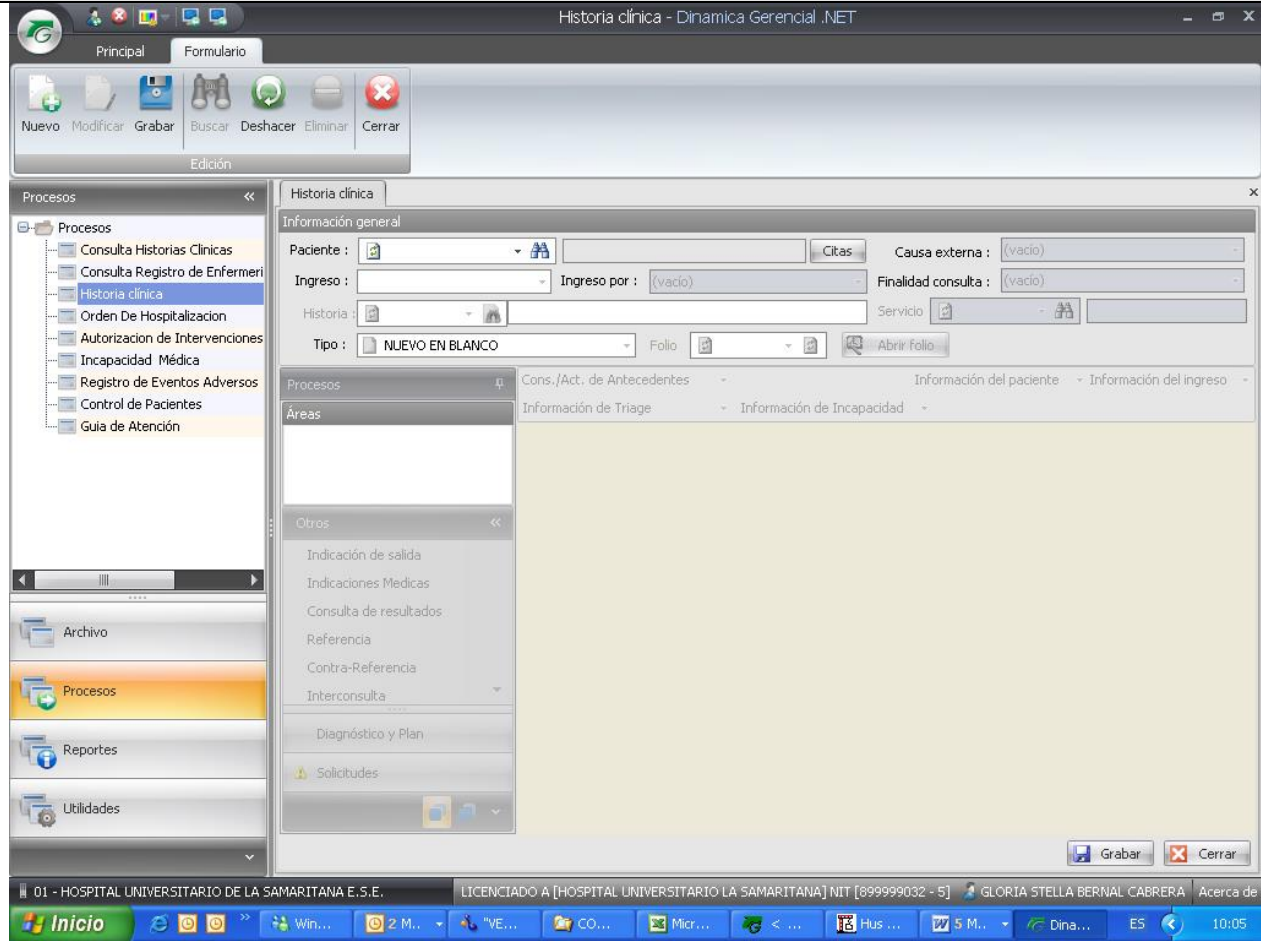 Historia clínica - Dinamica Gerencial .NET
Principal Formulario
Nuevo Modificar Grabar Buscar Deshacer Eliminar Cerrar
Edición
Procesos
Procesos
Consulta Historias Clinicas
Consulta Registro de Enfermeri
Historia clínica
Orden De Hospitalizacion
Autorizacion de Intervenciones
Incapacidad Médica
Registro de Eventos Adversos
Control de Pacientes
Guia de Atención
Archivo
Procesos
Reportes
Utilidades
Historia clínica
Información general
Paciente : Citas Causa externa : (vacío)
Ingreso : Ingreso por : (vacío) Finalidad consulta : (vacío)
Historia : Servicio
Tipo : NUEVO EN BLANCO Folio Abrir folio
Procesos
Áreas
Otros
Indicación de salida
Indicaciones Medicas
Consulta de resultados
Referencia
Contra-Referencia
Interconsulta
Diagnóstico y Plan
Solicitudes
Cons./Act. de Antecedentes Información del paciente Información del ingreso
Información de Triage Información de Incapacidad
Grabar Cerrar
01 - HOSPITAL UNIVERSITARIO DE LA SAMARITANA E.S.E. LICENCIADO A [HOSPITAL UNIVERSITARIO LA SAMARITANA] NIT [899999032 - 5] GLORIA STELLA BERNAL CABRERA Acerca de
Inicio Win... 2 M.. "VE... CO... Micr... < ... Hus ... 5 M.. Dina... ES 10:05